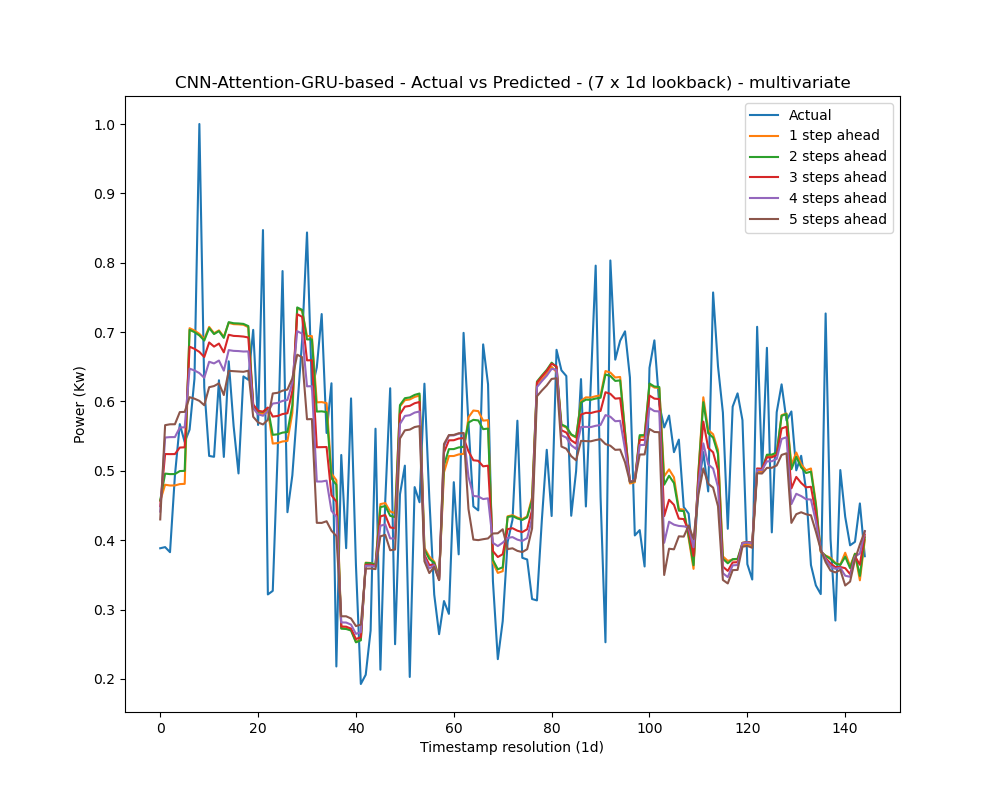 CNN-Attention-GRU-based - Actual vs Predicted - (7 x 1d lookback) - multivariate
Actual
1 step ahead
2 steps ahead
3 steps ahead
4 steps ahead
5 steps ahead
Power (Kw)
1.0
0.9
0.8
0.7
0.6
0.5
0.4
0.3
0.2
0 20 40 60 80 100 120 140
Timestamp resolution (1d)